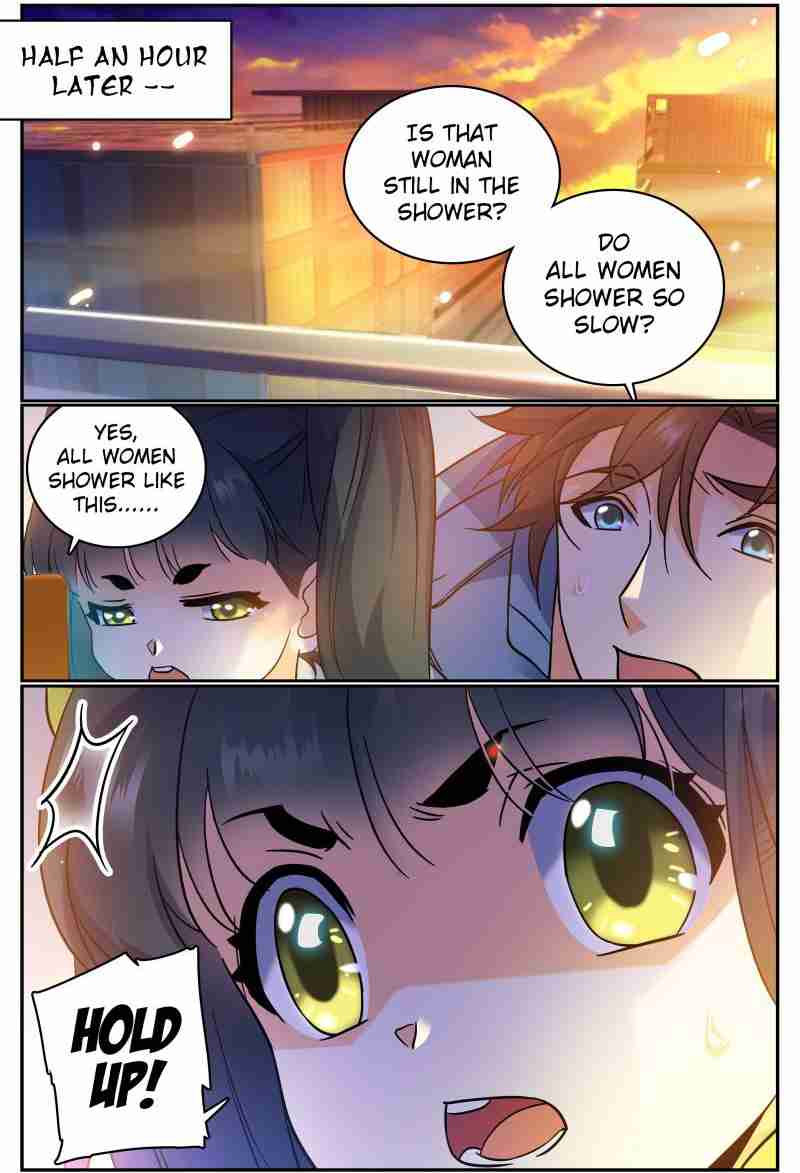 HALF AN HOUR
LATER --
IS THAT
WOMAN
STILL IN THE
SHOWER?
DO
ALL WOMEN
SHOWER SO
SLOW?
YES,
ALL WOMEN
SHOWER LIKE
THIS......
HOLD
UP!